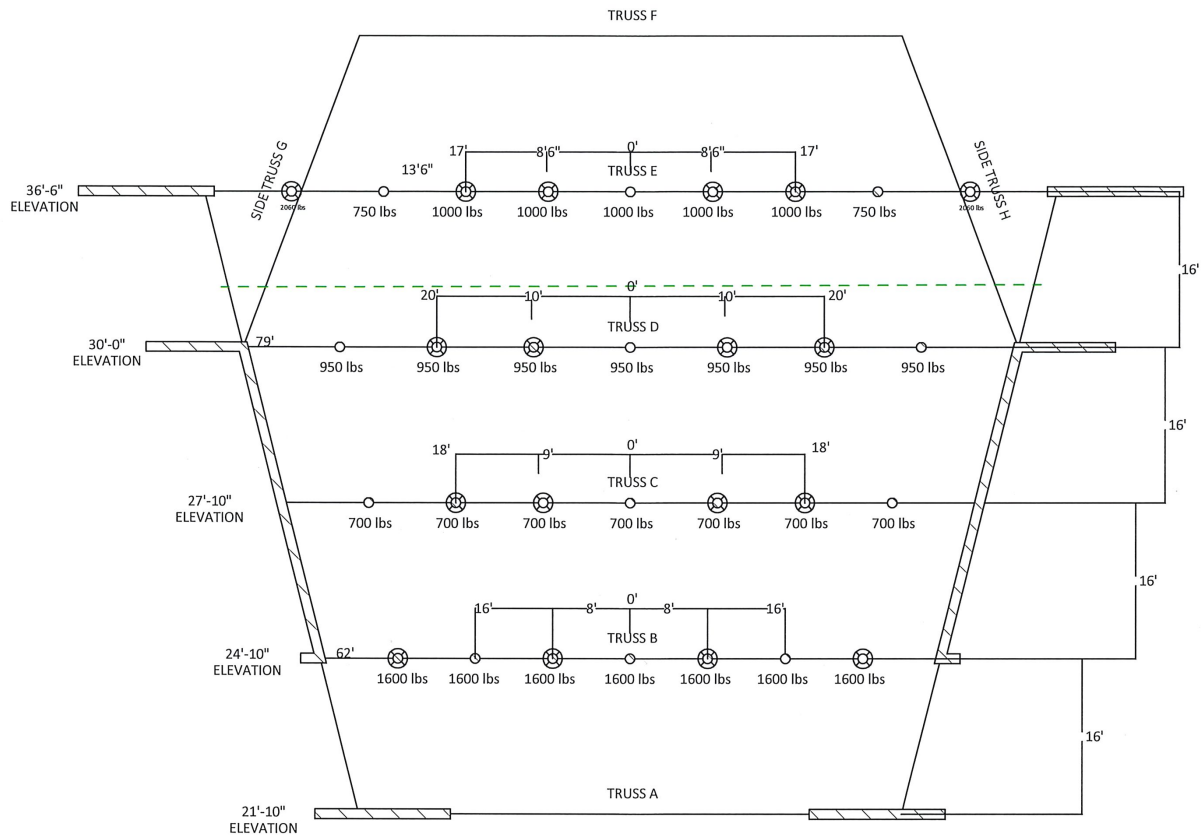 TRUSS F
SIDE TRUSS G
SIDE TRUSS H
17' 8'6" 0' 8'6" 17'
13'6"
TRUSS E
36'-6"
ELEVATION
2060 lbs 750 lbs 1000 lbs 1000 lbs 1000 lbs 1000 lbs 1000 lbs 750 lbs 2060 lbs
16'
20' 10' 0' 10' 20'
TRUSS D
30'-0"
ELEVATION
79'
950 lbs 950 lbs 950 lbs 950 lbs 950 lbs 950 lbs 950 lbs
16'
18' 9' 0' 9' 18'
TRUSS C
27'-10"
ELEVATION
700 lbs 700 lbs 700 lbs 700 lbs 700 lbs 700 lbs 700 lbs
16'
16' 8' 0' 8' 16'
TRUSS B
24'-10"
ELEVATION
62'
1600 lbs 1600 lbs 1600 lbs 1600 lbs 1600 lbs 1600 lbs 1600 lbs
16'
TRUSS A
21'-10"
ELEVATION